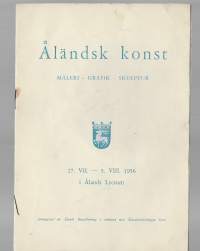 Åländsk konst
MÅLERI - GRAFIK - SKULPTUR
27. VII. — 5. VIII. 1956
i Ålands Lyceum